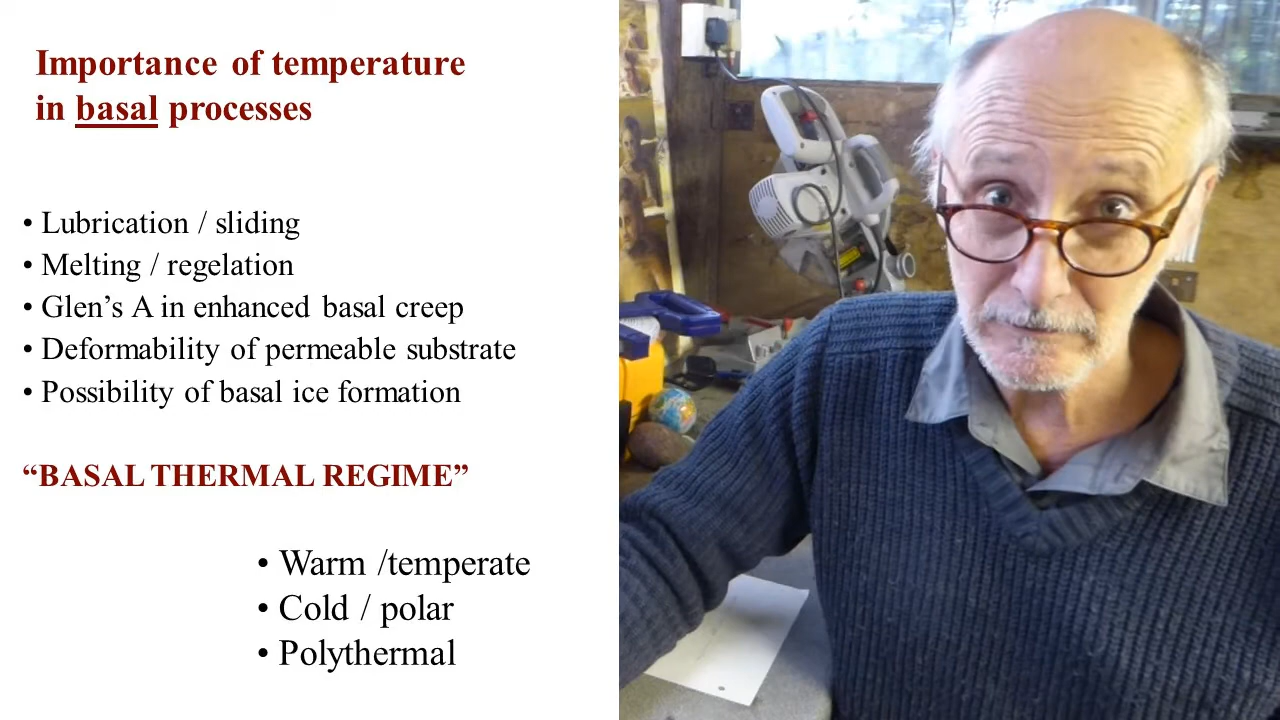 Importance of temperature
in basal processes
• Lubrication / sliding
• Melting / regelation
• Glen’s A in enhanced basal creep
• Deformability of permeable substrate
• Possibility of basal ice formation
“BASAL THERMAL REGIME”
• Warm /temperate
• Cold / polar
• Polythermal